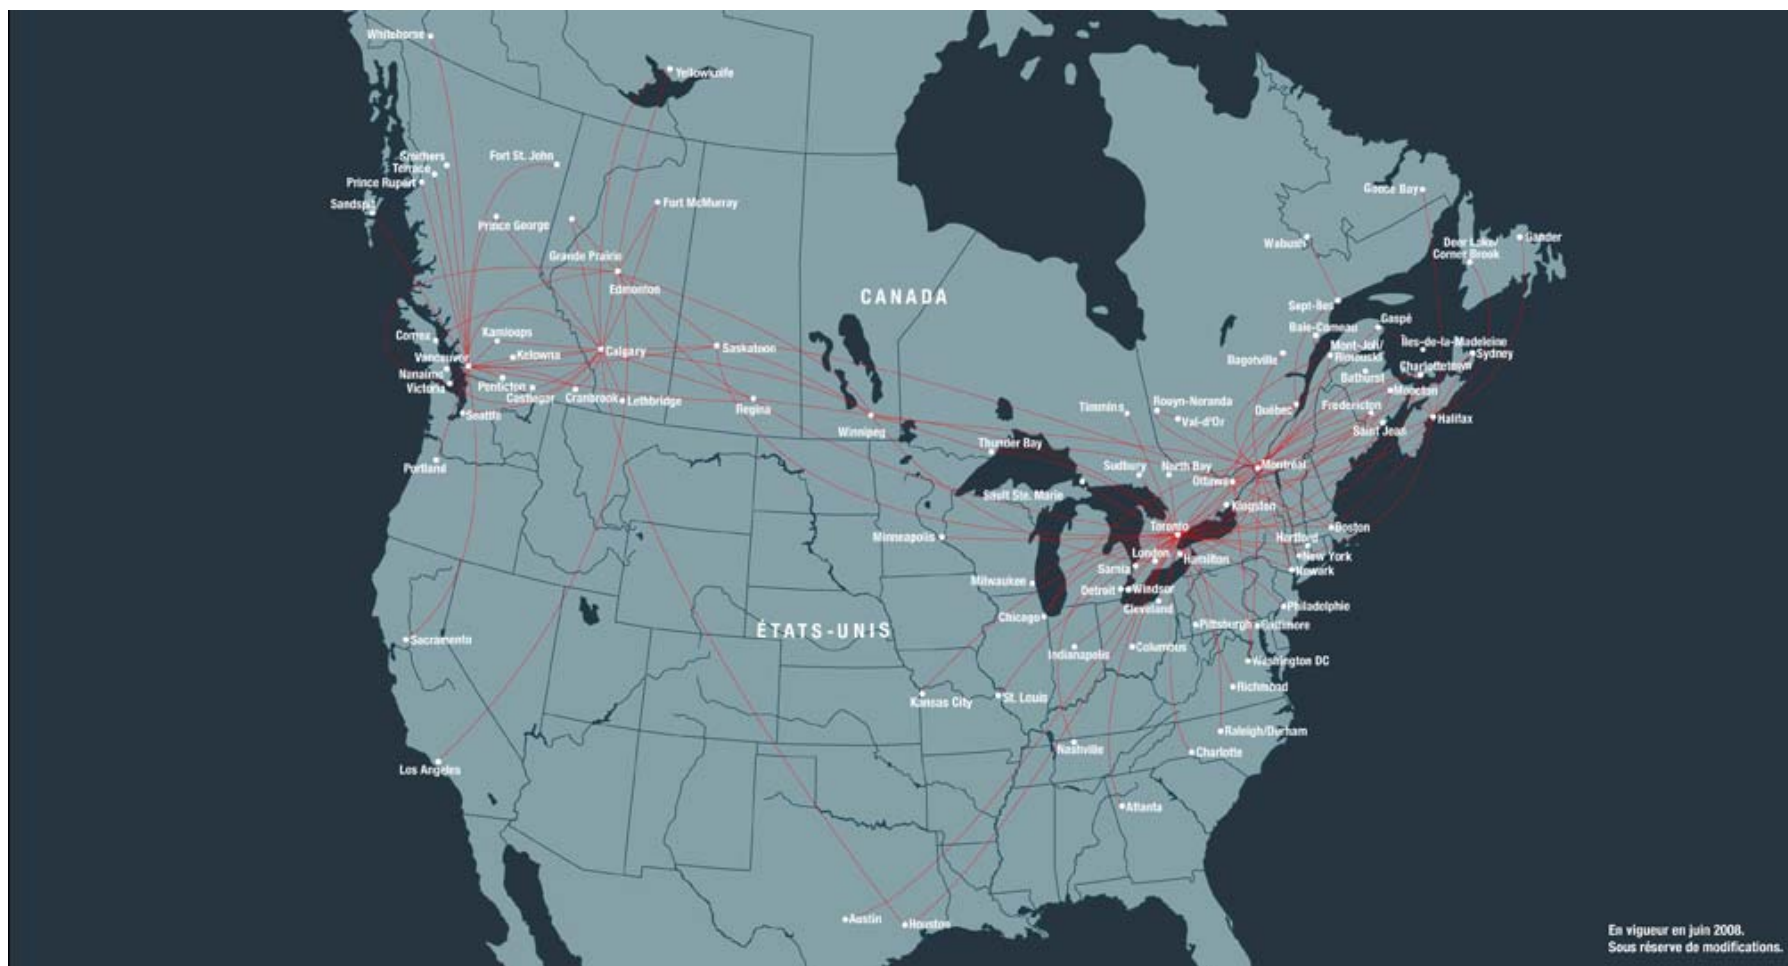 Whitehorse
Yellowknife
Smithers
Terrace
Prince Rupert
Sandspit
Fort St. John
Fort McMurray
Prince George
Grande Prairie
Edmonton
Goose Bay
Wabush
Deer Lake/
Corner Brook
Gander
CANADA
Sept-Îles
Baie-Comeau
Gaspé
Mont-Joli/
Rimouski
Îles-de-la-Madeleine
Sydney
Bagotville
Charlottetown
Bathurst
Moncton
Comox
Kamloops
Vancouver
Kelowna
Calgary
Saskatoon
Nanaimo
Victoria
Penticton
Castlegar
Cranbrook
Lethbridge
Regina
Seattle
Winnipeg
Timmins
Rouyn-Noranda
Val-d'Or
Québec
Fredericton
Saint Jean
Halifax
Thunder Bay
Portland
Sudbury
North Bay
Montréal
Ottawa
Sault Ste. Marie
Kingston
Toronto
Boston
Minneapolis
Hartford
London
Hamilton
New York
Sarnia
Newark
Milwaukee
Detroit
Windsor
Cleveland
Philadelphie
Chicago
Pittsburgh
Baltimore
ÉTATS-UNIS
Sacramento
Indianapolis
Columbus
Washington DC
Richmond
Kansas City
St. Louis
Raleigh/Durham
Nashville
Charlotte
Los Angeles
Atlanta
Austin
Houston
En vigueur en juin 2008.
Sous réserve de modifications.